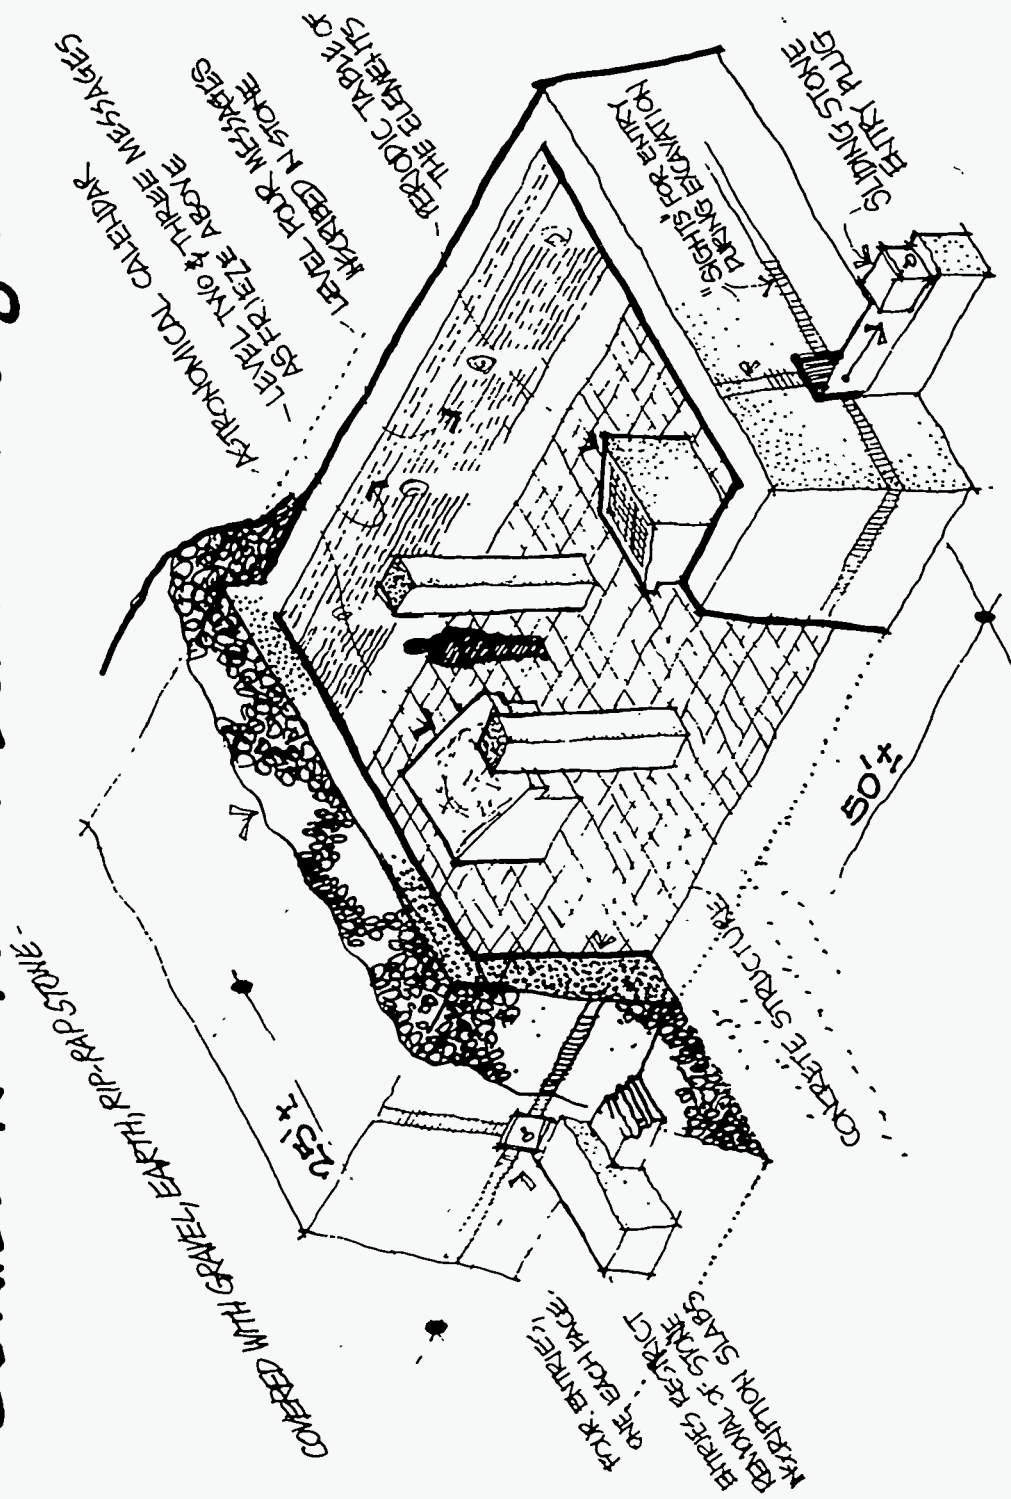 COVERED WITH GRAVEL, EARTH, RIP-RAP STONE-
ASTRONOMICAL CALENDAR
- LEVEL TWO & THREE MESSAGES
AS FRIEZE ABOVE
- LEVEL FOUR MESSAGES
INSCRIBED IN STONE
- PERIODIC TABLE OF
THE ELEMENTS
"SIGHTS" FOR ENTRY
DURING EXCAVATION
SLIDING STONE
ENTRY PLUG
25'±
50'±
CONCRETE STRUCTURE
FOUR ENTRIES,
ONE, EACH FACE.
ENTRIES RESTRICT
REMOVAL OF STONE
INSCRIPTION SLABS